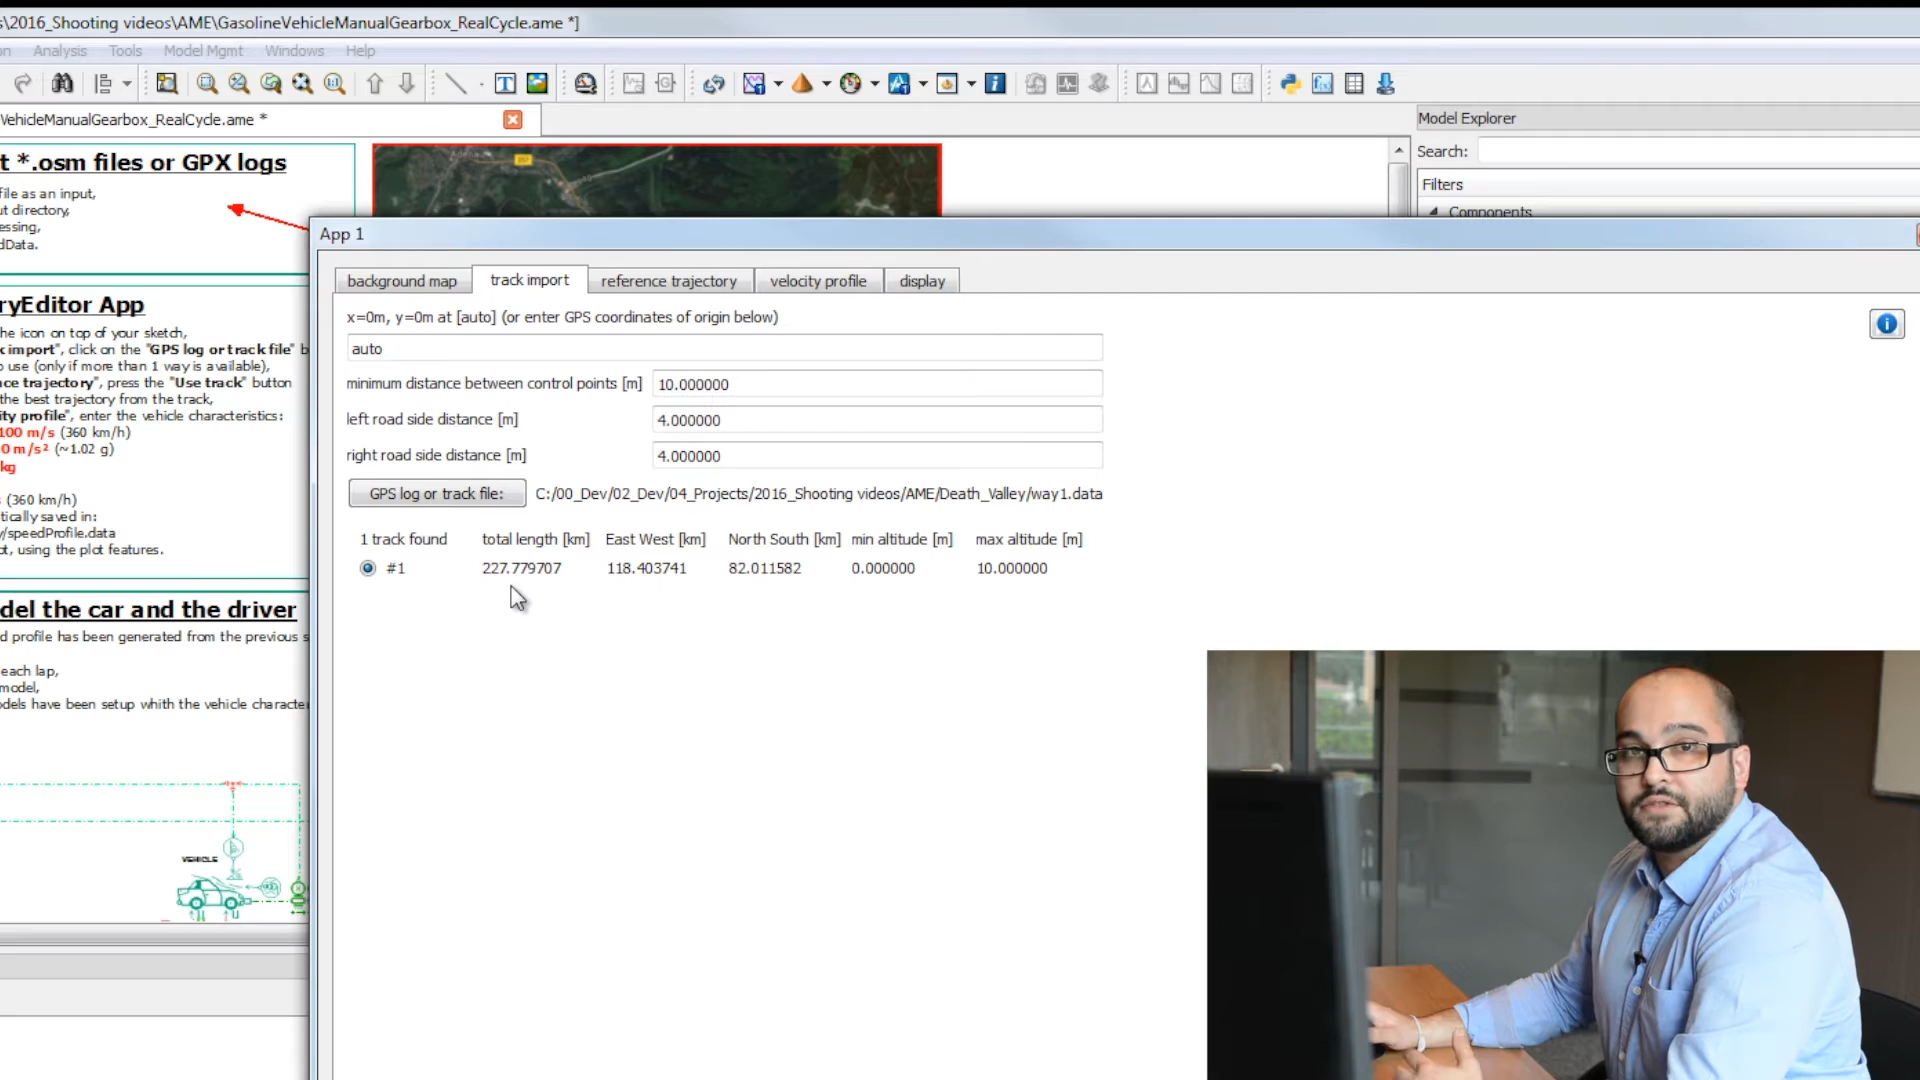 s\2016_Shooting videos\AME\GasolineVehicleManualGearbox_RealCycle.ame *]
on Analysis Tools Model Mgmt Windows Help
VehicleManualGearbox_RealCycle.ame *
Model Explorer
Search:
Filters
Components
t *.osm files or GPX logs
file as an input,
ut directory,
essing,
dData.
App 1
background map track import reference trajectory velocity profile display
x=0m, y=0m at [auto] (or enter GPS coordinates of origin below)
auto
minimum distance between control points [m] 10.000000
left road side distance [m] 4.000000
right road side distance [m] 4.000000
GPS log or track file: C:/00_Dev/02_Dev/04_Projects/2016_Shooting videos/AME/Death_Valley/way1.data
1 track found total length [km] East West [km] North South [km] min altitude [m] max altitude [m]
#1 227.779707 118.403741 82.011582 0.000000 10.000000
ryEditor App
he icon on top of your sketch,
k import", click on the "GPS log or track file" b
o use (only if more than 1 way is available),
ce trajectory", press the "Use track" button
the best trajectory from the track,
ity profile", enter the vehicle characteristics:
100 m/s (360 km/h)
0 m/s² (~1.02 g)
kg
s (360 km/h)
tically saved in:
y/speedProfile.data
ot, using the plot features.
del the car and the driver
d profile has been generated from the previous s
each lap,
model,
odels have been setup whith the vehicle character
VEHICLE